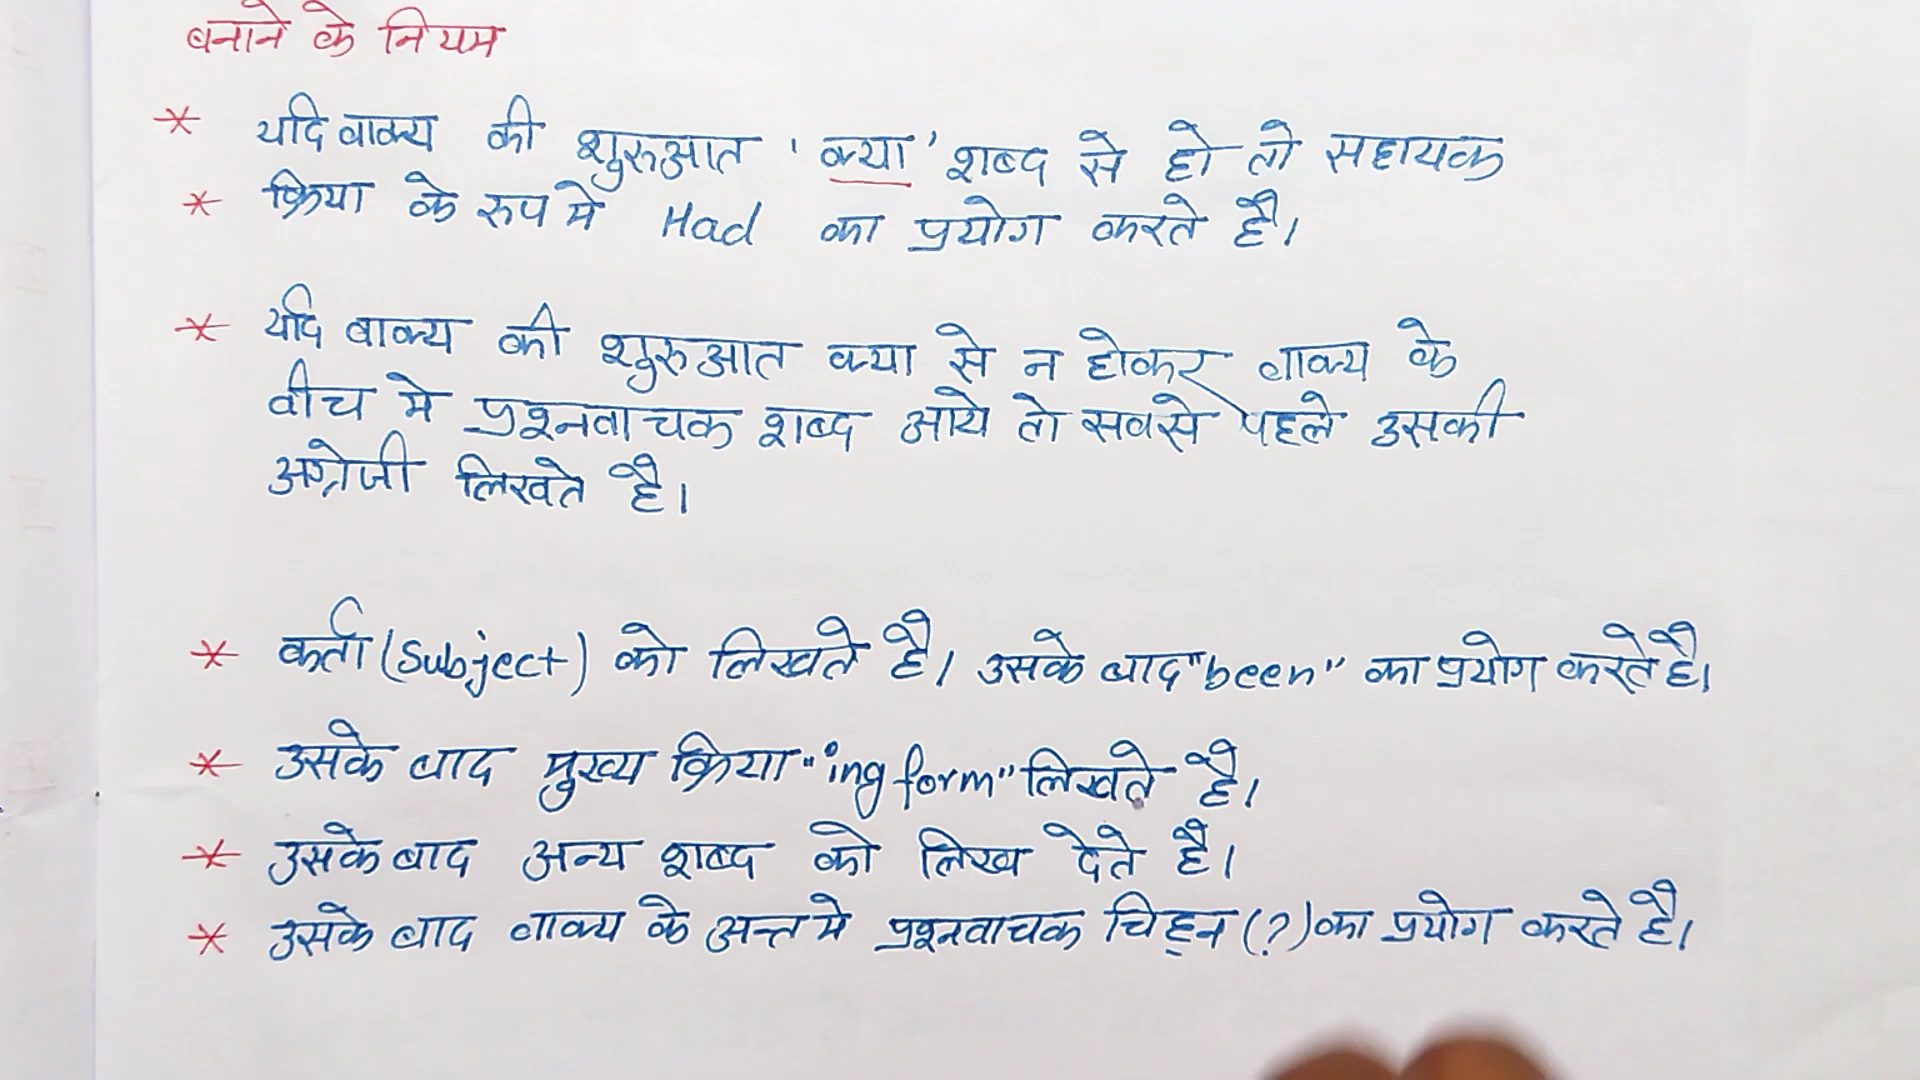 बनाने के नियम
* यदि वाक्य की शुरुआत 'क्या' शब्द से हो तो सहायक
* क्रिया के रुप मे Had का प्रयोग करते है।
* यदि वाक्य की शुरुआत क्या से न होकर वाक्य के
वीच मे प्रश्नवाचक शब्द आये तो सवसे पहले उसकी
अग्रेजी लिखते है।
* कर्ता (Subject) को लिखते है। उसके बाद "been" का प्रयोग करते है।
* उसके बाद मुख्य क्रिया "ing form" लिखते है।
* उसके बाद अन्य शब्द को लिख देते है।
* उसके बाद वाक्य के अन्त मे प्रश्नवाचक चिह्न (?) का प्रयोग करते है।